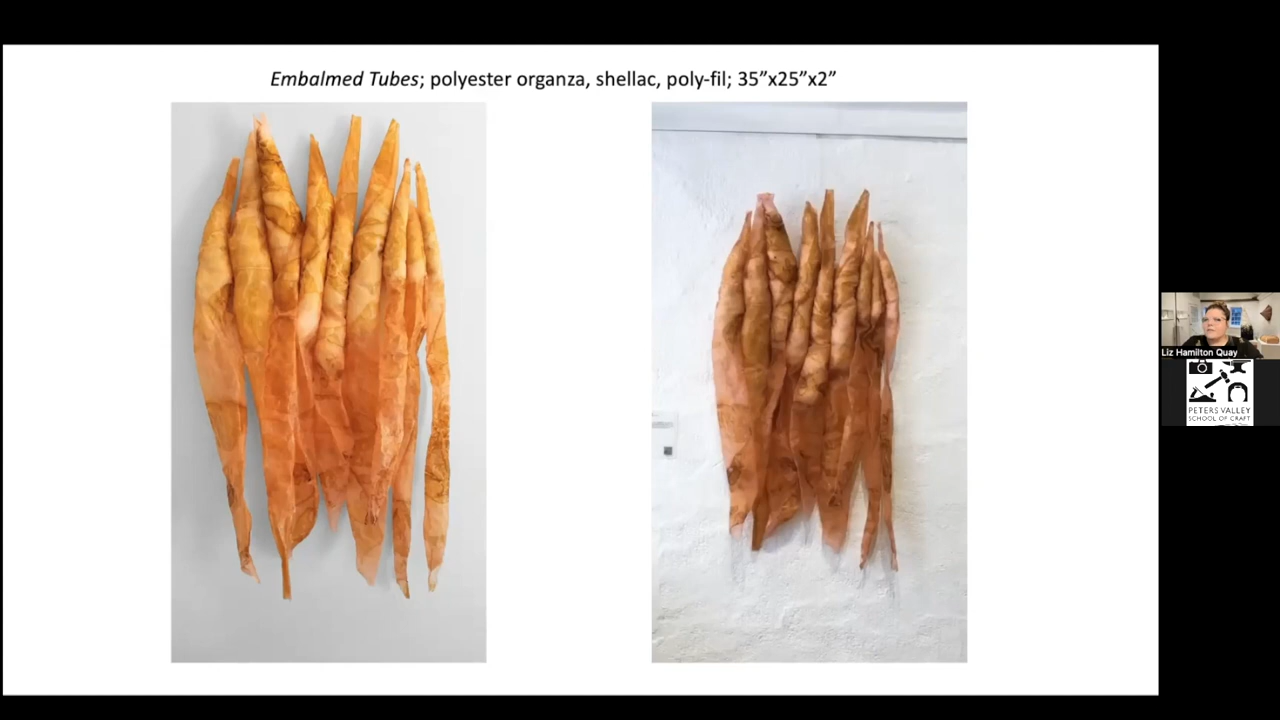 Embalmed Tubes; polyester organza, shellac, poly-fil; 35”x25”x2”
Liz Hamilton Quay
PETERS VALLEY
SCHOOL OF CRAFT